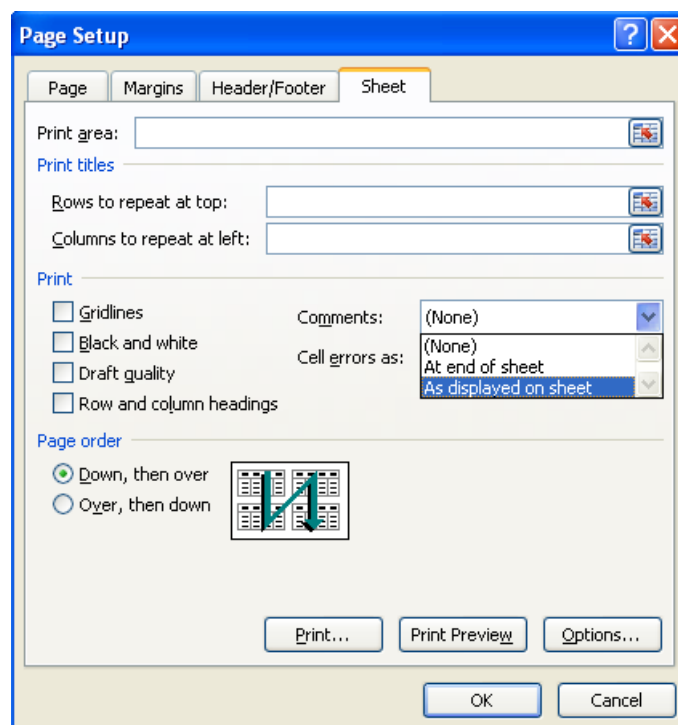 Page Setup
?
Page Margins Header/Footer Sheet
Print area:
Print titles
Rows to repeat at top:
Columns to repeat at left:
Print
Gridlines
Comments: (None)
Black and white
(None)
Cell errors as:
At end of sheet
Draft quality
As displayed on sheet
Row and column headings
Page order
Down, then over
Over, then down
Print... Print Preview Options...
OK Cancel